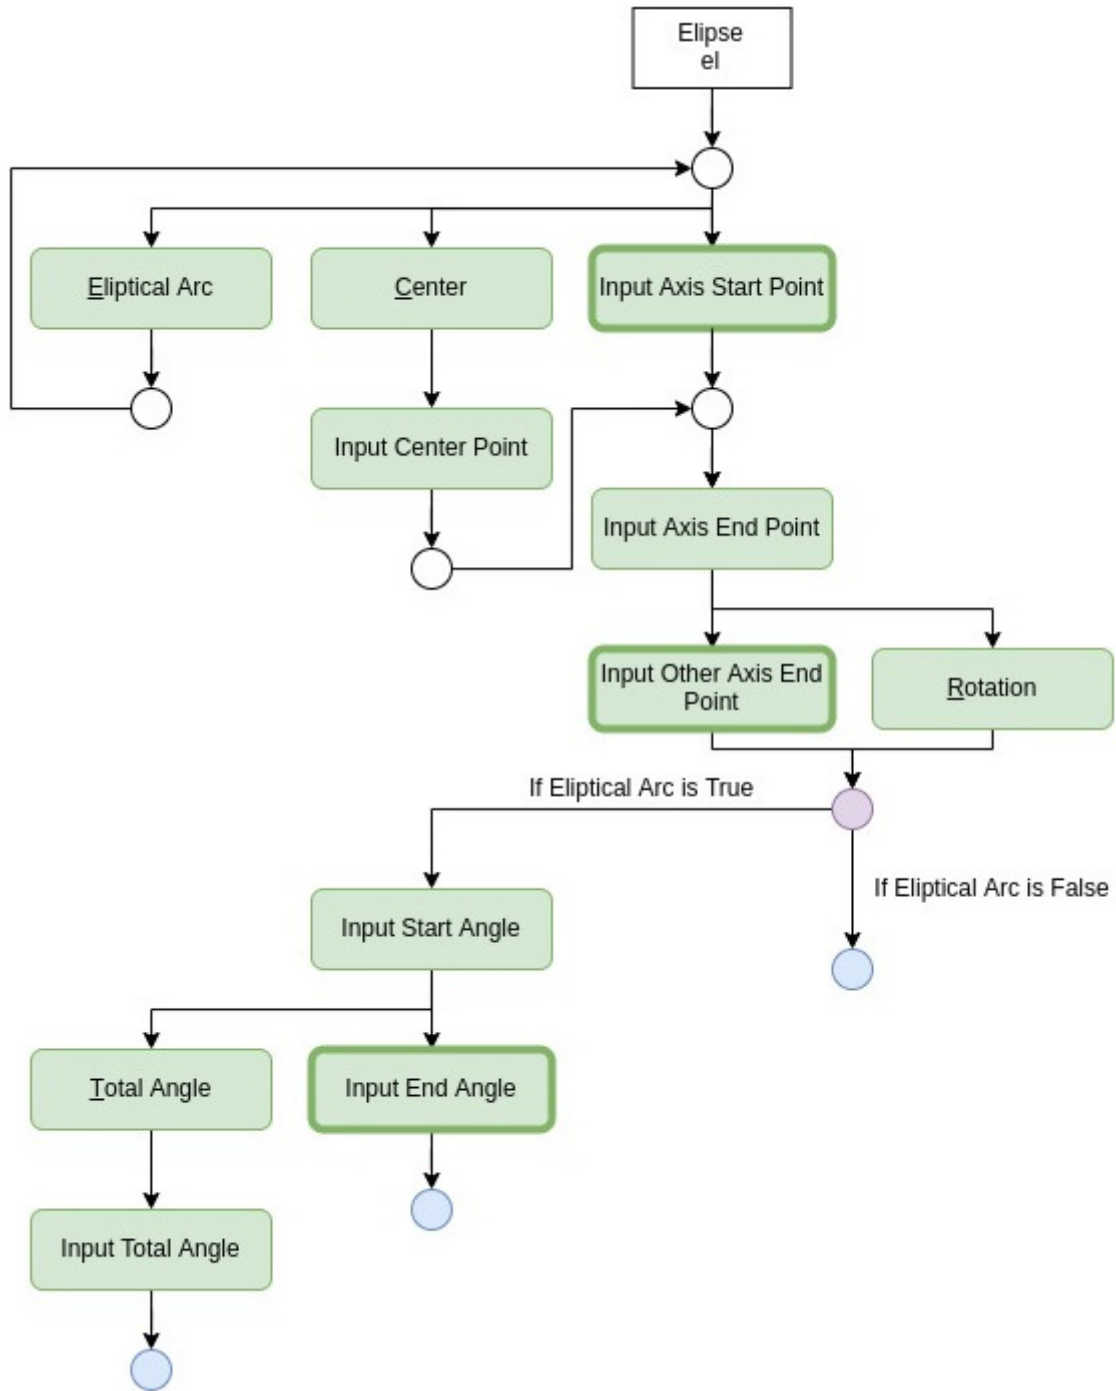 Elipse
el
Eliptical Arc
Center
Input Axis Start Point
Input Center Point
Input Axis End Point
Input Other Axis End
Point
Rotation
If Eliptical Arc is True
If Eliptical Arc is False
Input Start Angle
Total Angle
Input End Angle
Input Total Angle